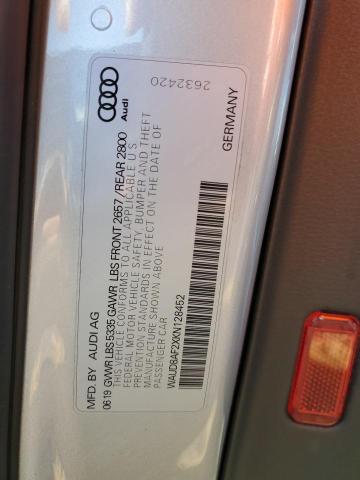 MFD. BY AUDI AG
0619 GVWR LBS 5335 GAWR LBS FRONT 2657 / REAR 2800
THIS VEHICLE CONFORMS TO ALL APPLICABLE U S
FEDERAL MOTOR VEHICLE SAFETY, BUMPER AND THEFT
PREVENTION STANDARDS IN EFFECT ON THE DATE OF
MANUFACTURE SHOWN ABOVE
PASSENGER CAR
WAUD8AF2XKN128452
Audi
2632420
GERMANY